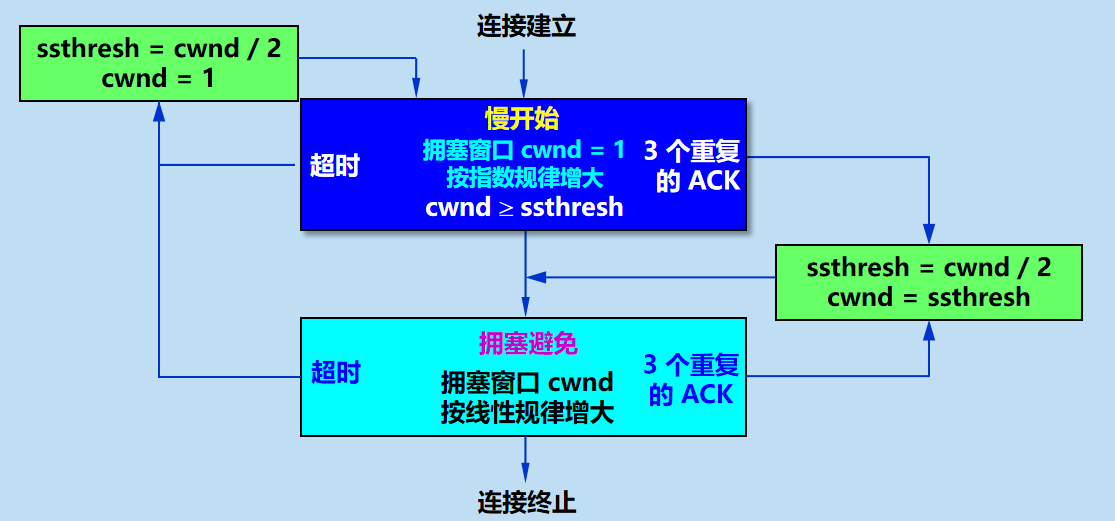 连接建立
ssthresh = cwnd / 2
cwnd = 1
慢开始
超时
拥塞窗口 cwnd = 1
按指数规律增大
cwnd ≥ ssthresh
3 个重复
的 ACK
ssthresh = cwnd / 2
cwnd = ssthresh
拥塞避免
超时
拥塞窗口 cwnd
按线性规律增大
3 个重复
的 ACK
连接终止